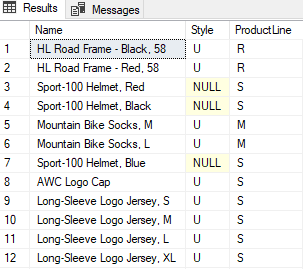 Results Messages
Name Style ProductLine
1 HL Road Frame - Black, 58 U R
2 HL Road Frame - Red, 58 U R
3 Sport-100 Helmet, Red NULL S
4 Sport-100 Helmet, Black NULL S
5 Mountain Bike Socks, M U M
6 Mountain Bike Socks, L U M
7 Sport-100 Helmet, Blue NULL S
8 AWC Logo Cap U S
9 Long-Sleeve Logo Jersey, S U S
10 Long-Sleeve Logo Jersey, M U S
11 Long-Sleeve Logo Jersey, L U S
12 Long-Sleeve Logo Jersey, XL U S